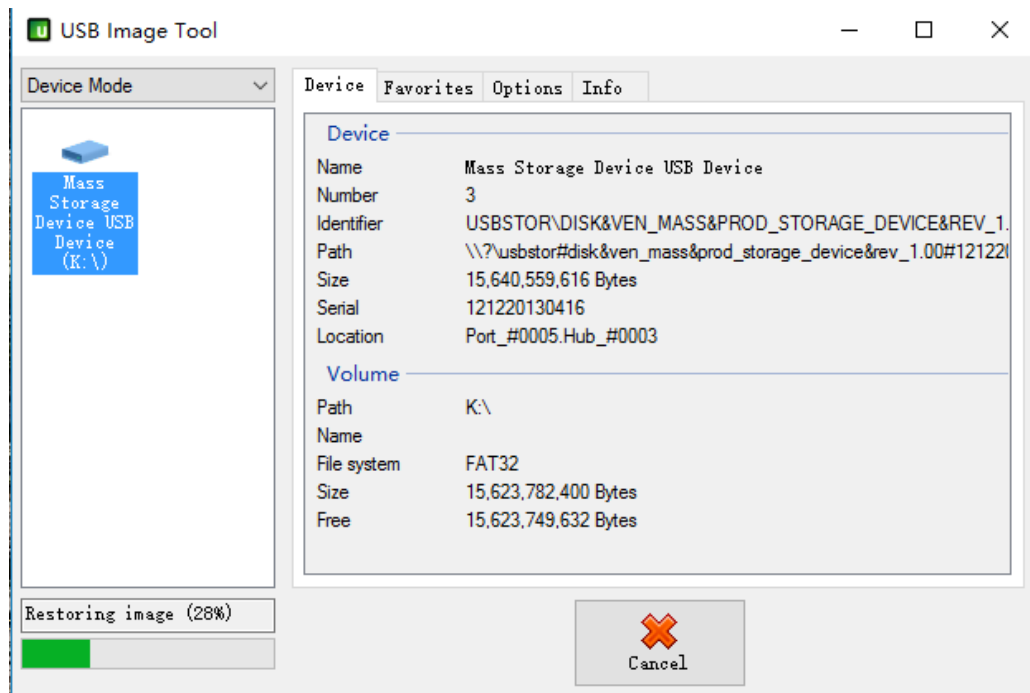 USB Image Tool
Device Mode
Device Favorites Options Info
Mass
Storage
Device USB
Device
(K:\)
Device
Name Mass Storage Device USB Device
Number 3
Identifier USBSTOR\DISK&VEN_MASS&PROD_STORAGE_DEVICE&REV_1.
Path \\?\usbstor#disk&ven_mass&prod_storage_device&rev_1.00#121220
Size 15,640,559,616 Bytes
Serial 121220130416
Location Port_#0005.Hub_#0003
Volume
Path K:\
Name
File system FAT32
Size 15,623,782,400 Bytes
Free 15,623,749,632 Bytes
Restoring image (28%)
Cancel